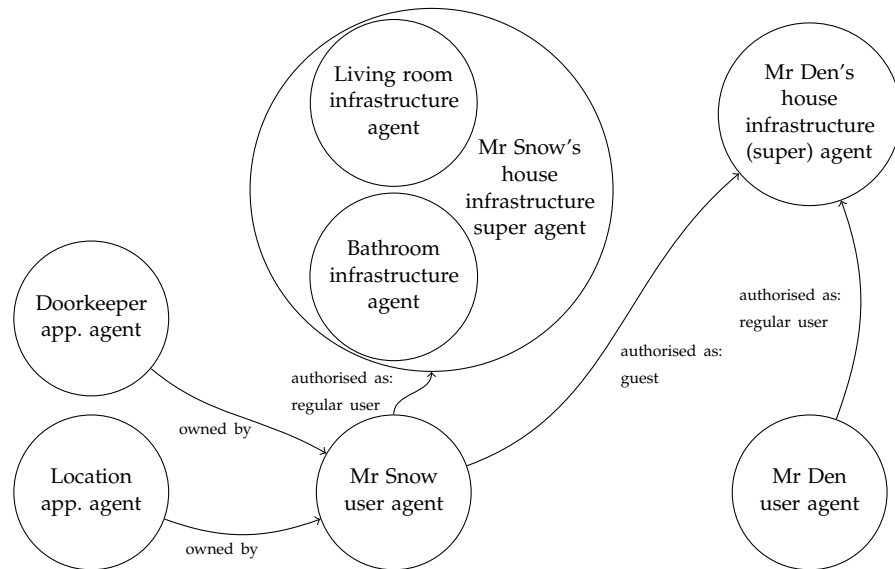 Living room
infrastructure
agent
Mr Snow's
house
infrastructure
super agent
Bathroom
infrastructure
agent
Mr Den's
house
infrastructure
(super) agent
Doorkeeper
app. agent
authorised as:
regular user
authorised as:
guest
authorised as:
regular user
owned by
Location
app. agent
owned by
Mr Snow
user agent
Mr Den
user agent